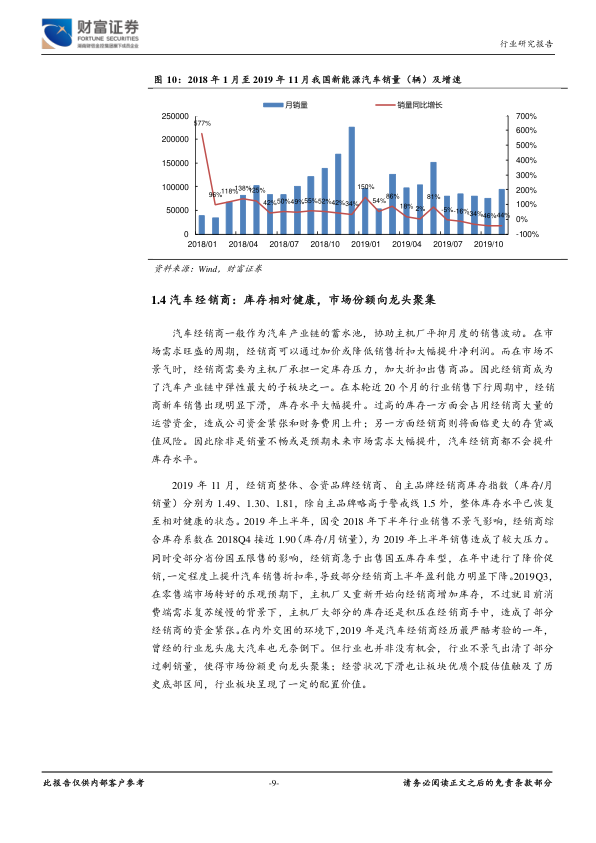 财富证券
FORTUNE SECURITIES
湖南财信金控集团旗下成员企业
行业研究报告
图 10：2018 年 1 月至 2019 年 11 月我国新能源汽车销量（辆）及增速
月销量
销量同比增长
250000
200000
150000
100000
50000
0
700%
600%
500%
400%
300%
200%
100%
0%
-100%
577%
95%
118%
138%
125%
42%
50%
49%
55%
52%
42%
34%
150%
54%
86%
18%
2%
81%
-5%
-16%
-34%
-46%
-44%
2018/01
2018/04
2018/07
2018/10
2019/01
2019/04
2019/07
2019/10
资料来源：Wind，财富证券
1.4 汽车经销商：库存相对健康，市场份额向龙头聚集
汽车经销商一般作为汽车产业链的蓄水池，协助主机厂平抑月度的销售波动。在市
场需求旺盛的周期，经销商可以通过加价或降低销售折扣大幅提升净利润。而在市场不
景气时，经销商需要为主机厂承担一定库存压力，加大折扣出售商品。因此经销商成为
了汽车产业链中弹性最大的子板块之一。在本轮近 20 个月的行业销售下行周期中，经销
商新车销售出现明显下滑，库存水平大幅提升。过高的库存一方面会占用经销商大量的
运营资金，造成公司资金紧张和财务费用上升；另一方面经销商则将面临更大的存货减
值风险。因此除非是销量不畅或是预期未来市场需求大幅提升，汽车经销商都不会提升
库存水平。
2019 年 11 月，经销商整体、合资品牌经销商、自主品牌经销商库存指数（库存/月
销量）分别为 1.49、1.30、1.81，除自主品牌略高于警戒线 1.5 外，整体库存水平已恢复
至相对健康的状态。2019 年上半年，因受 2018 年下半年行业销售不景气影响，经销商综
合库存系数在 2018Q4 接近 1.90（库存/月销量），为 2019 年上半年销售造成了较大压力。
同时受部分省份国五限售的影响，经销商急于出售国五库存车型，在年中进行了降价促
销，一定程度上提升汽车销售折扣率，导致部分经销商上半年盈利能力明显下降。2019Q3，
在零售端市场转好的乐观预期下，主机厂又重新开始向经销商增加库存，不过就目前消
费端需求复苏缓慢的背景下，主机厂大部分的库存还是积压在经销商手中，造成了部分
经销商的资金紧张。在内外交困的环境下，2019 年是汽车经销商经历最严酷考验的一年，
曾经的行业龙头庞大汽车也无奈倒下。但行业也并非没有机会，行业不景气出清了部分
过剩销量，使得市场份额更向龙头聚集；经营状况下滑也让板块优质个股估值触及了历
史底部区间，行业板块呈现了一定的配置价值。
此报告仅供内部客户参考
-9-
请务必阅读正文之后的免责条款部分